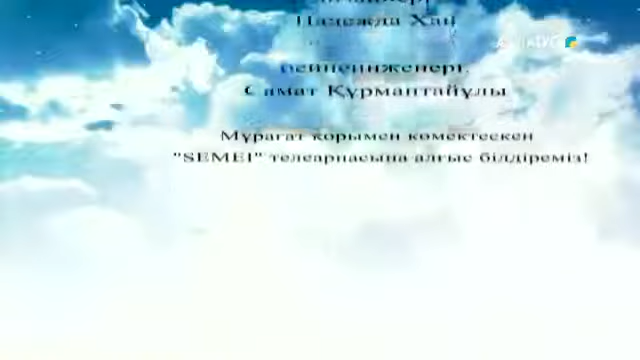 Надежда Хан
бейнеинженері:
Самат Құрмантайұлы
Мұрағат қорымен көмектескен
"SEMEI" телеарнасына алғыс білдіреміз!